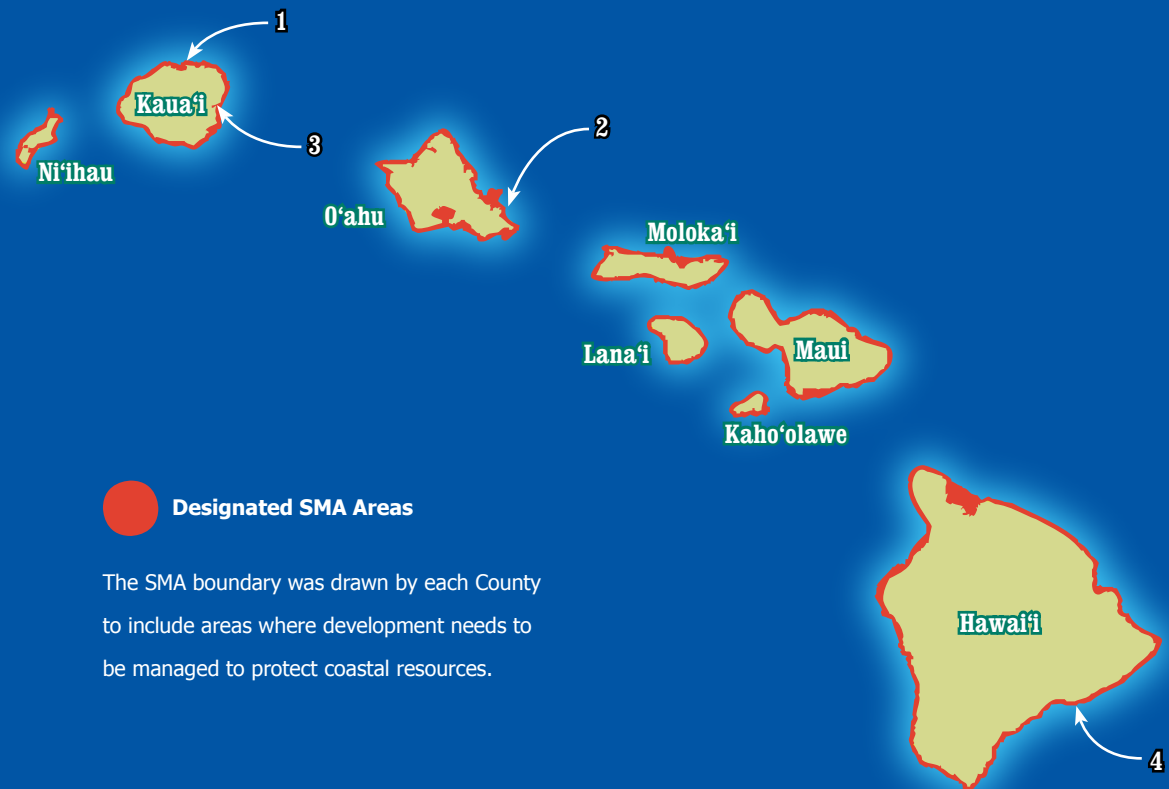 1
Kaua‘i
2
3
Ni‘ihau
O‘ahu
Moloka‘i
Lana‘i
Maui
Kaho‘olawe
Designated SMA Areas
The SMA boundary was drawn by each County
to include areas where development needs to
be managed to protect coastal resources.
Hawai‘i
4